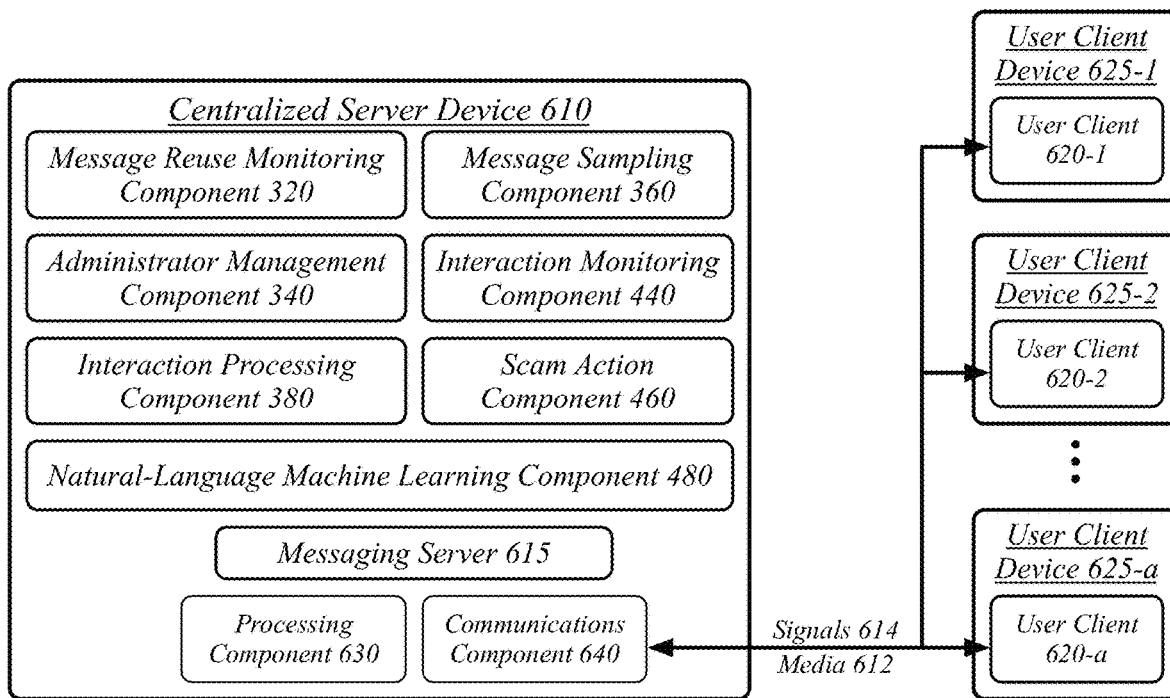 Centralized Server Device 610
Message Reuse Monitoring
Component 320
Message Sampling
Component 360
Administrator Management
Component 340
Interaction Monitoring
Component 440
Interaction Processing
Component 380
Scam Action
Component 460
Natural-Language Machine Learning Component 480
Messaging Server 615
Processing
Component 630
Communications
Component 640
Signals 614
Media 612
User Client
Device 625-1
User Client
620-1
User Client
Device 625-2
User Client
620-2
User Client
Device 625-a
User Client
620-a